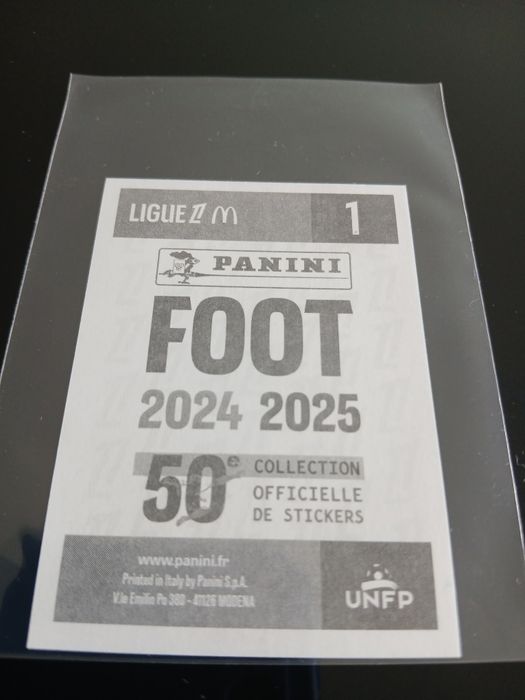 LIGUE 1 M 1
PANINI
FOOT
2024 2025
50e COLLECTION
OFFICIELLE
DE STICKERS
www.panini.fr
Printed in Italy by Panini S.p.A.
V.le Emilio Po 380 - 41126 MODENA
UNFP